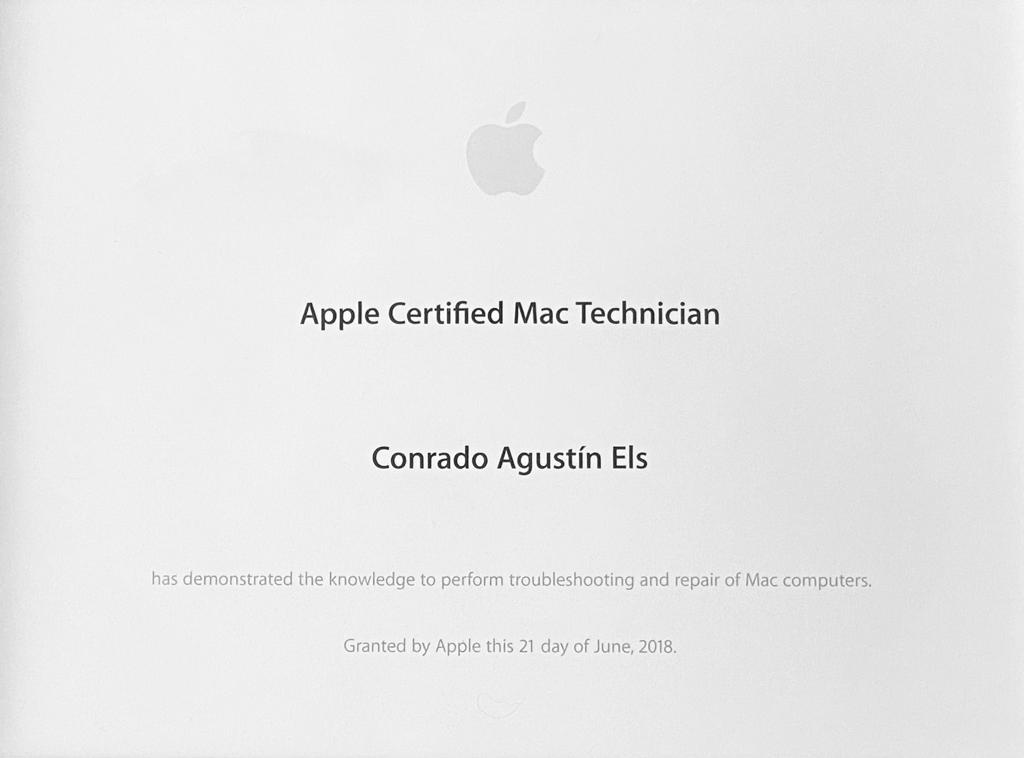 Apple Certified Mac Technician
Conrado Agustín Els
has demonstrated the knowledge to perform troubleshooting and repair of Mac computers.
Granted by Apple this 21 day of June, 2018.